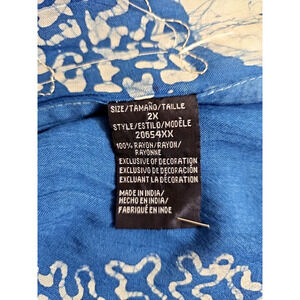 SIZE/TAMAÑO/TAILLE
2X
STYLE/ESTILO/MODÈLE
20654XX
100% RAYON/RAYON/
RAYONNE
EXCLUSIVE OF DECORATION
EXCLUSIVO DE DECORACIÓN
EXCLUANT LA DÉCORATION
MADE IN INDIA/
HECHO EN INDIA/
FABRIQUÉ EN INDE